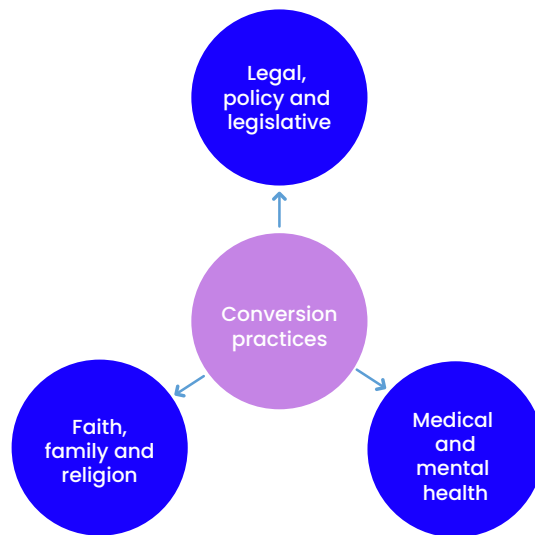 Legal,
policy and
legislative
Conversion
practices
Faith,
family and
religion
Medical
and
mental
health